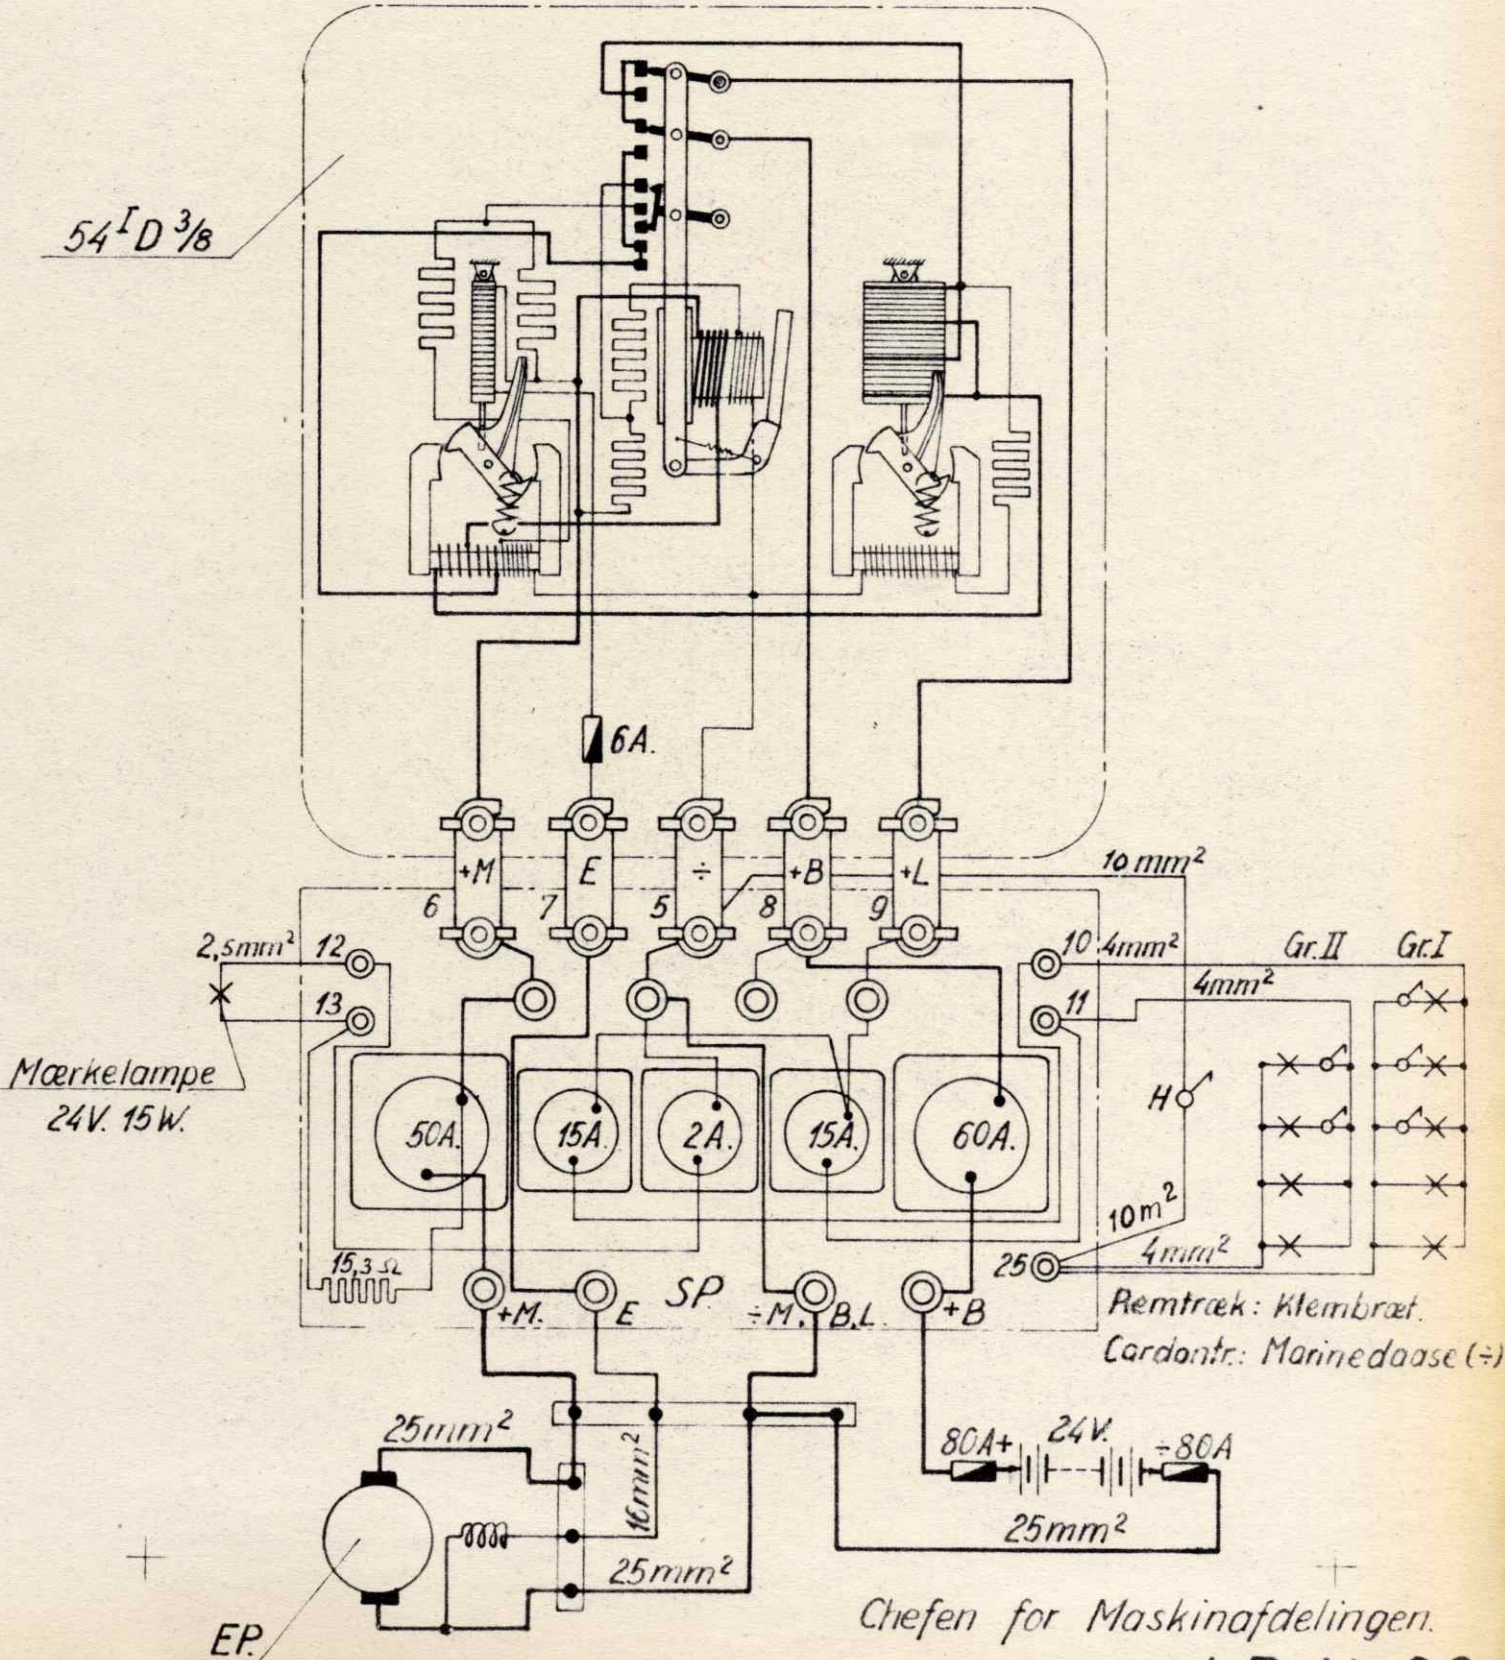 54ᴵD 3/8
6A.
+M E ÷ +B +L
6 7 5 8 9
10mm²
2,5mm² 12
13
10 4mm²
11 4mm²
Gr.II Gr.I
Mærkelampe
24V. 15W.
50A. 15A. 2A. 15A. 60A.
H
10m²
4mm²
25
15,3 Ω
+M. E SP. ÷M. B.L. +B
Remtræk: Klembræt.
Cardantr.: Marinedaase (÷)
25mm²
16mm²
25mm²
80A+ 24V. ÷80A
25mm²
EP.
Chefen for Maskinafdelingen.